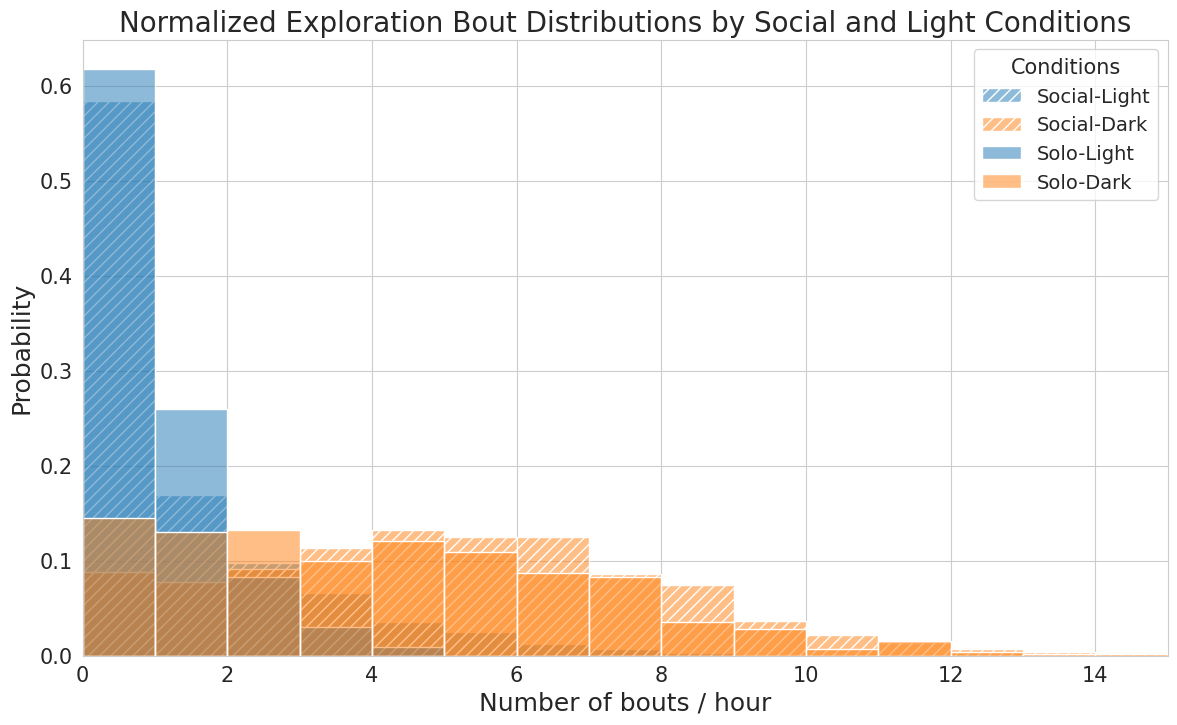 Normalized Exploration Bout Distributions by Social and Light Conditions
Conditions
Social-Light
Social-Dark
Solo-Light
Solo-Dark
Probability
0.6
0.5
0.4
0.3
0.2
0.1
0.0
0 2 4 6 8 10 12 14
Number of bouts / hour